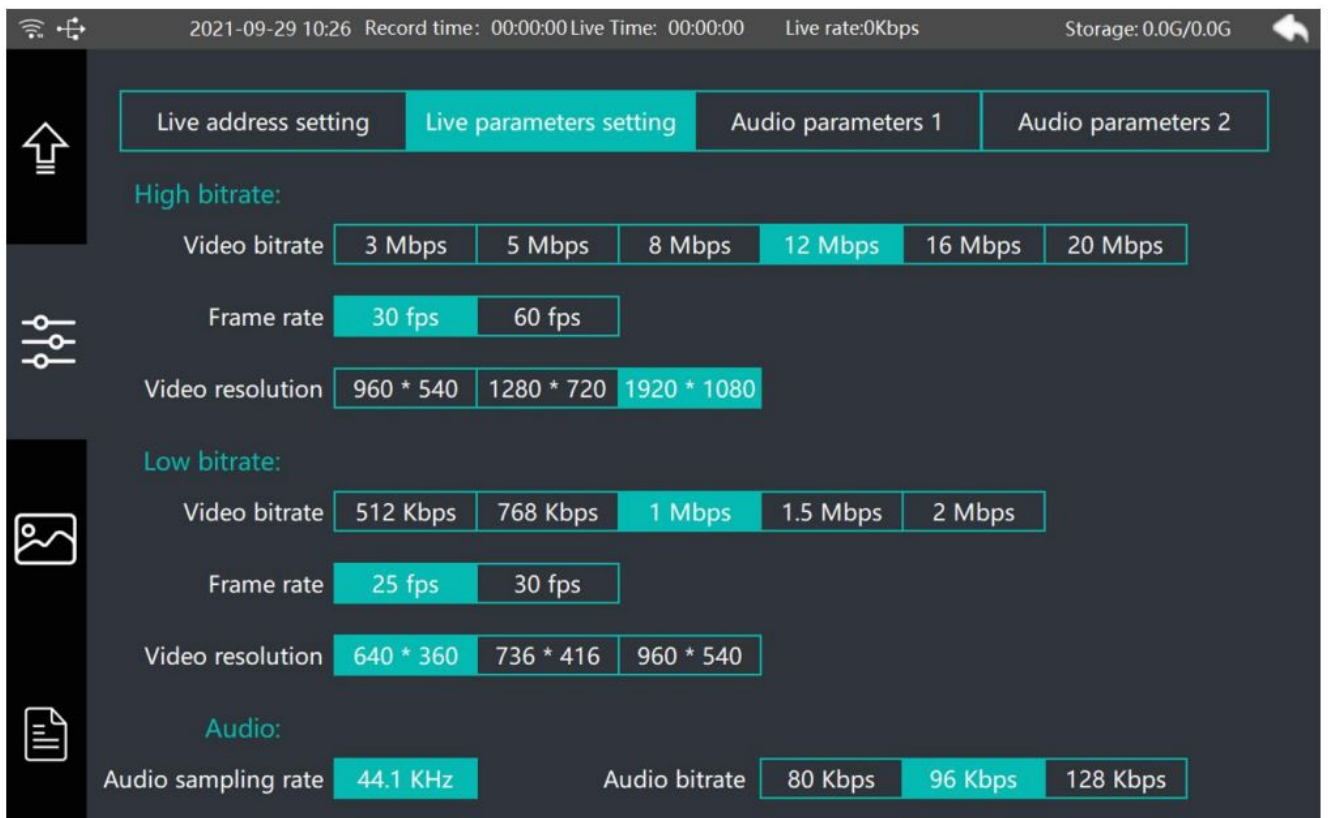 2021-09-29 10:26 Record time: 00:00:00 Live Time: 00:00:00 Live rate:0Kbps Storage: 0.0G/0.0G
Live address setting Live parameters setting Audio parameters 1 Audio parameters 2
High bitrate:
Video bitrate 3 Mbps 5 Mbps 8 Mbps 12 Mbps 16 Mbps 20 Mbps
Frame rate 30 fps 60 fps
Video resolution 960 * 540 1280 * 720 1920 * 1080
Low bitrate:
Video bitrate 512 Kbps 768 Kbps 1 Mbps 1.5 Mbps 2 Mbps
Frame rate 25 fps 30 fps
Video resolution 640 * 360 736 * 416 960 * 540
Audio:
Audio sampling rate 44.1 KHz Audio bitrate 80 Kbps 96 Kbps 128 Kbps